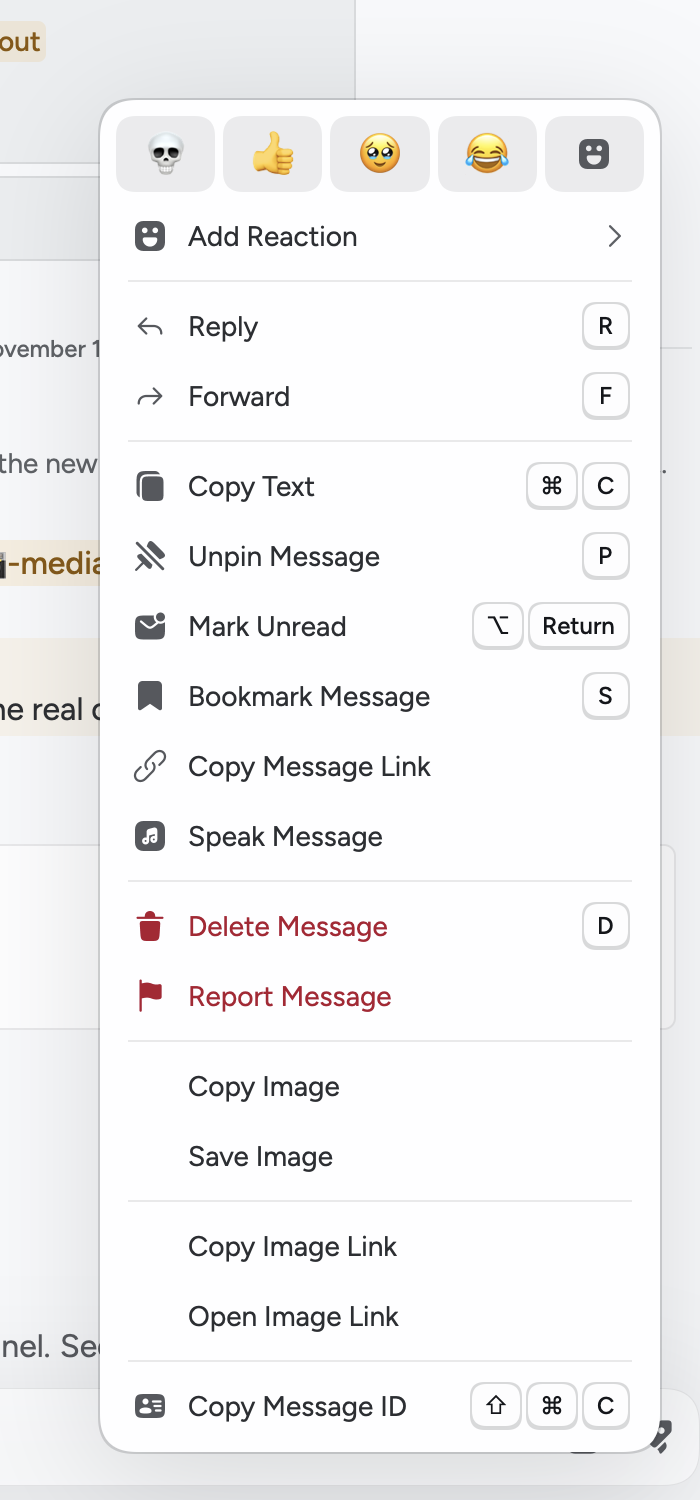 out
Add Reaction
Reply R
ovember 1
Forward F
the new .
Copy Text ⌘ C
Unpin Message P
-media
Mark Unread ⌥ Return
Bookmark Message S
he real
Copy Message Link
Speak Message
Delete Message D
Report Message
Copy Image
Save Image
Copy Image Link
Open Image Link
nel. Se
Copy Message ID ⇧ ⌘ C